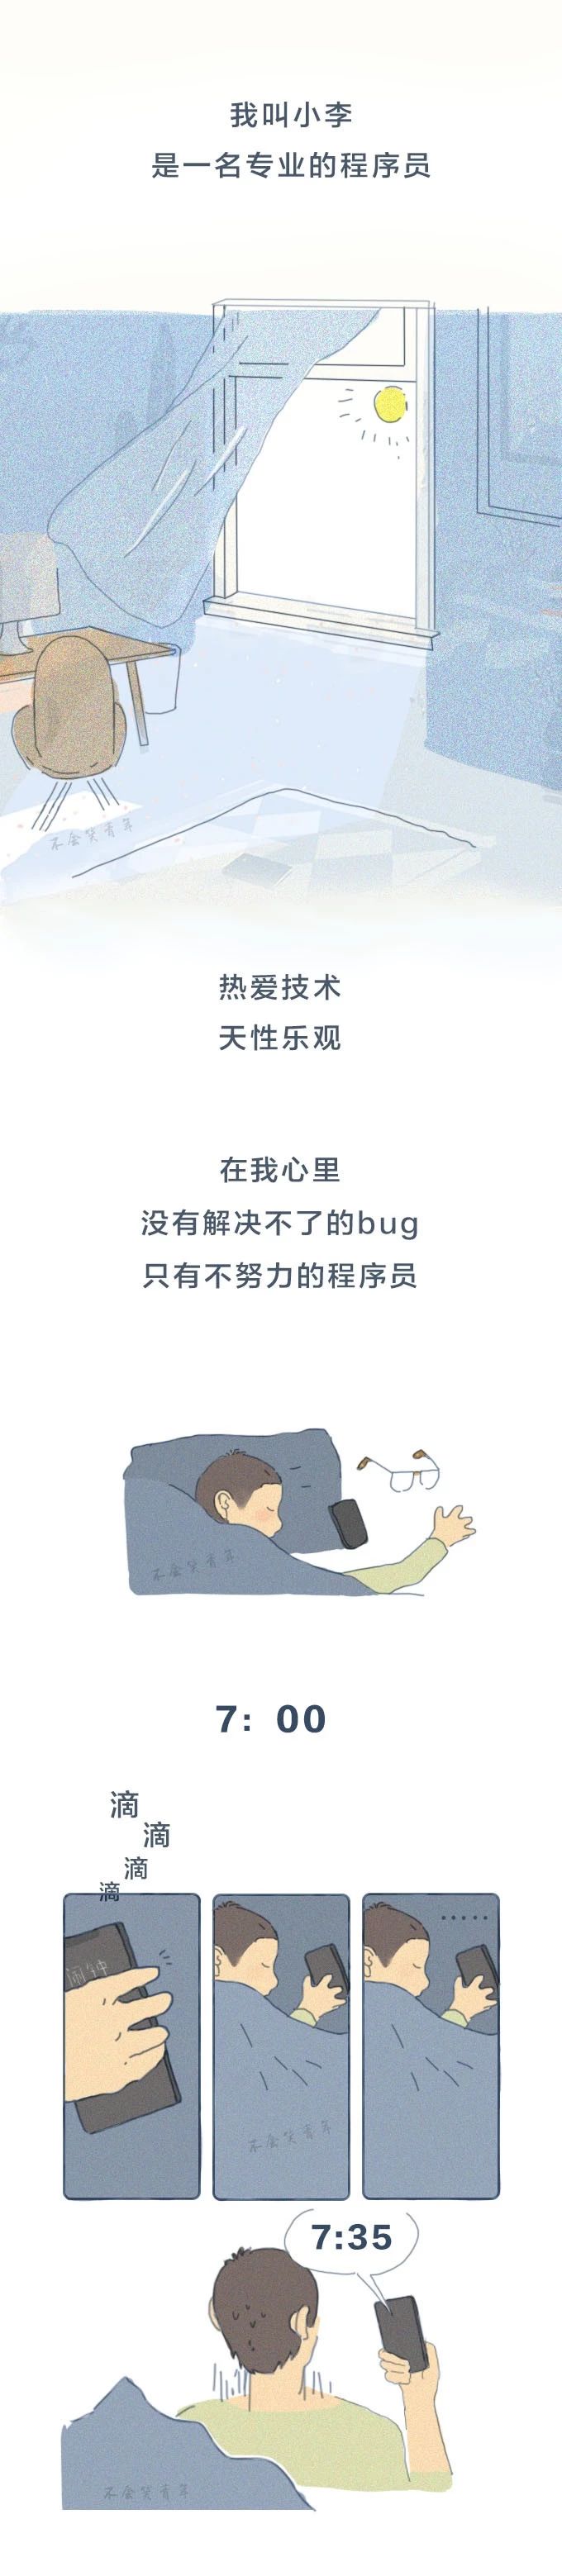 我叫小李
是一名专业的程序员
不会笑青年
热爱技术
天性乐观
在我心里
没有解决不了的bug
只有不努力的程序员
不会笑青年
7: 00
滴
滴
滴
滴
闹钟
不会笑青年
7:35
不会笑青年